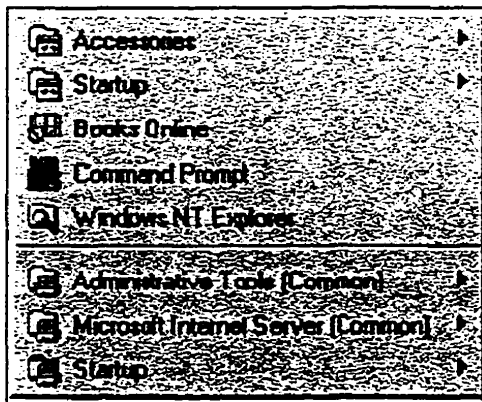 Accessories
Startup
Books Online
Command Prompt
Windows NT Explorer
Administrative Tools (Common)
Microsoft Internet Server (Common)
Startup